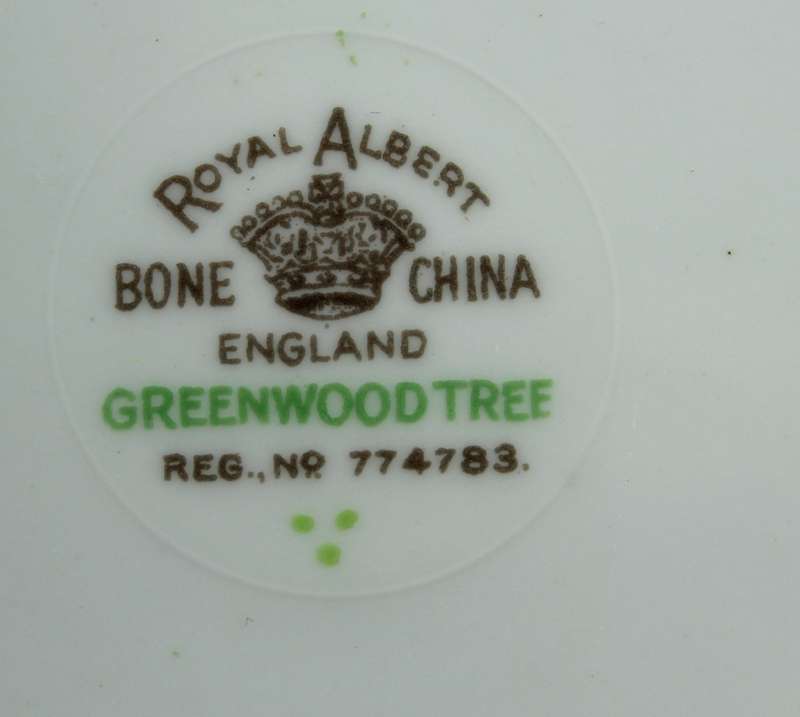 ROYAL ALBERT
BONE CHINA
ENGLAND
GREENWOOD TREE
REG., No 774783.